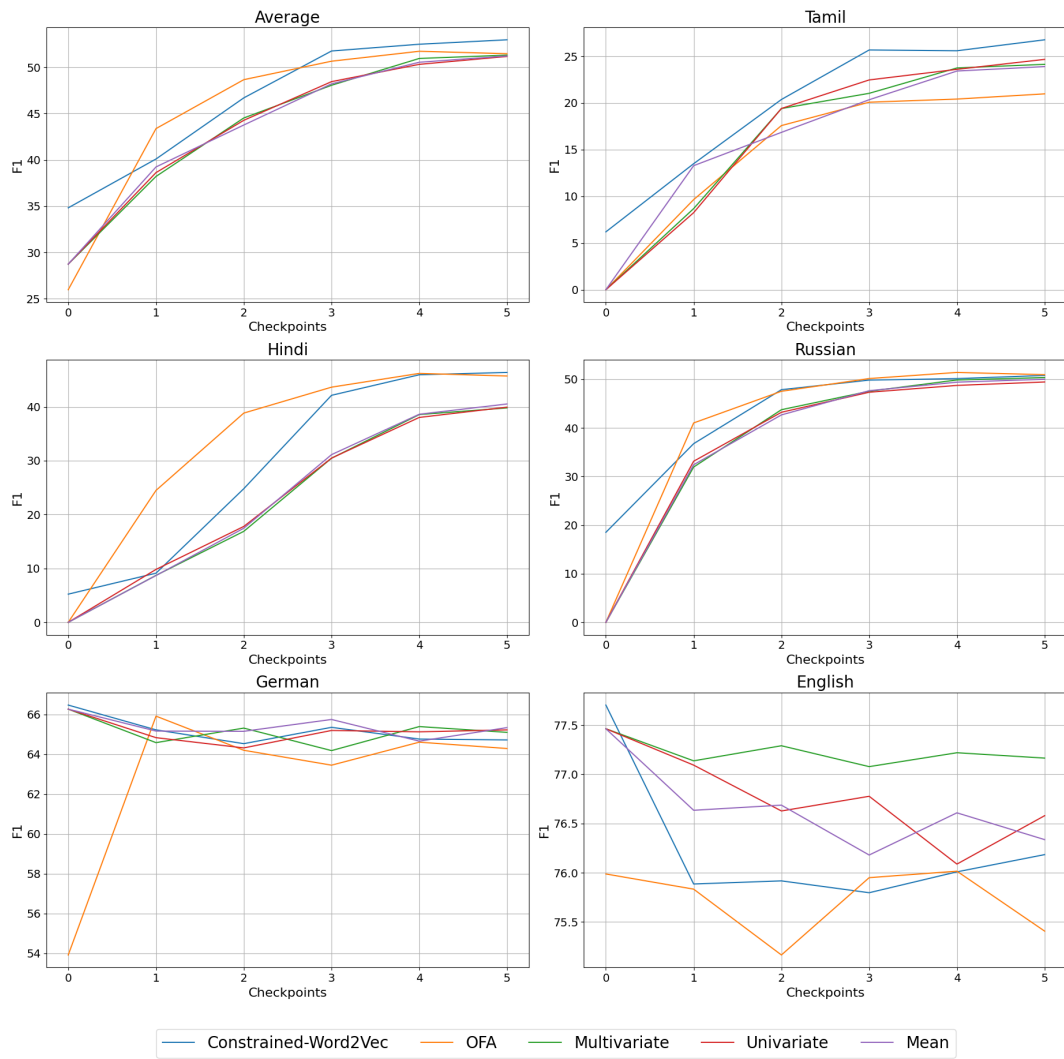 Average
F1
50
45
40
35
30
25
0 1 2 3 4 5
Checkpoints
Tamil
F1
25
20
15
10
5
0
0 1 2 3 4 5
Checkpoints
Hindi
F1
40
30
20
10
0
0 1 2 3 4 5
Checkpoints
Russian
F1
50
40
30
20
10
0
0 1 2 3 4 5
Checkpoints
German
F1
66
64
62
60
58
56
54
0 1 2 3 4 5
Checkpoints
English
F1
77.5
77.0
76.5
76.0
75.5
0 1 2 3 4 5
Checkpoints
Constrained-Word2Vec OFA Multivariate Univariate Mean